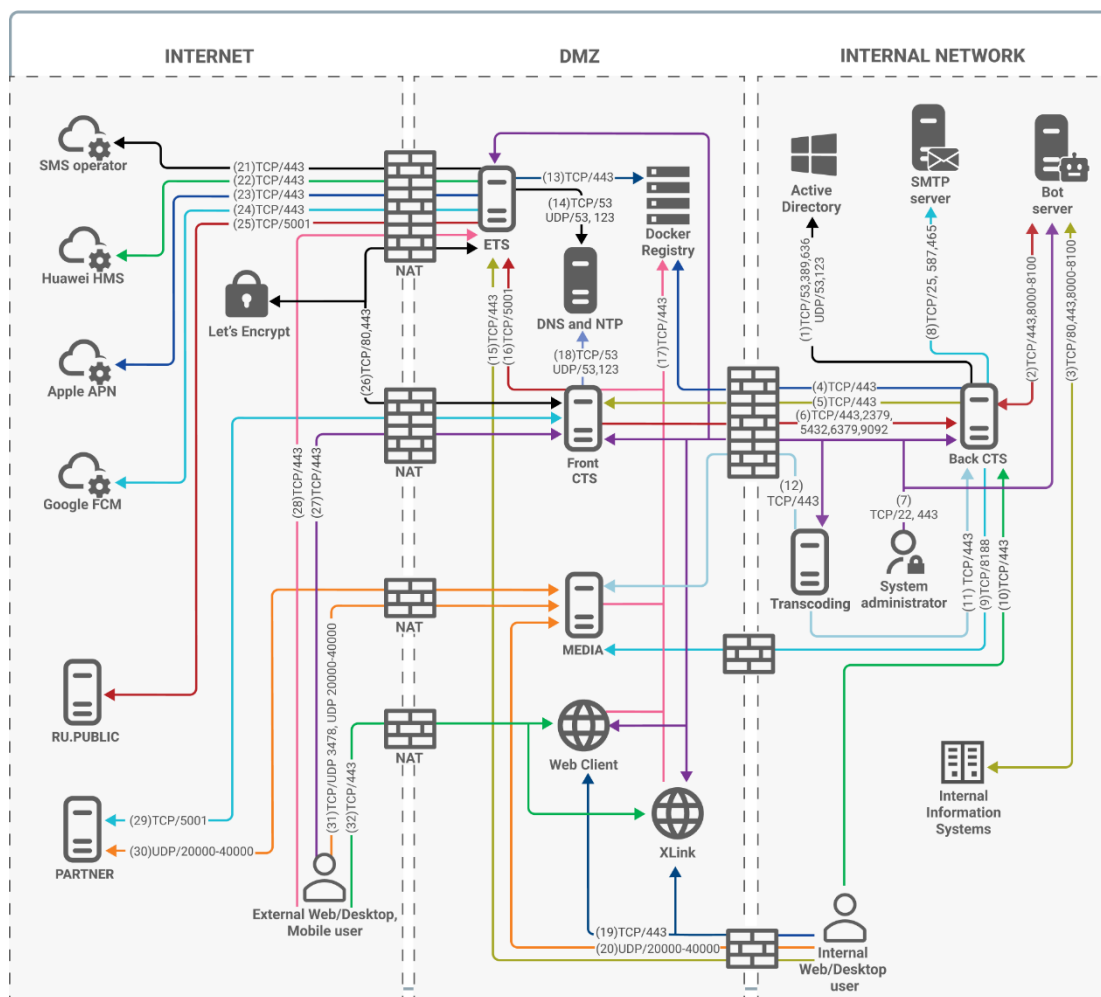 INTERNET
DMZ
INTERNAL NETWORK
SMS operator
Huawei HMS
Let's Encrypt
Apple APN
Google FCM
RU.PUBLIC
PARTNER
External Web/Desktop,
Mobile user
(21)TCP/443
(22)TCP/443
(23)TCP/443
(24)TCP/443
(25)TCP/5001
(26)TCP/80,443
(28)TCP/443
(27)TCP/443
(29)TCP/5001
(30)UDP/20000-40000
(31)TCP/UDP 3478, UDP 20000-40000
(32)TCP/443
NAT
NAT
NAT
NAT
ETS
(13)TCP/443
(14)TCP/53
UDP/53, 123
Docker
Registry
DNS and NTP
(15)TCP/443
(16)TCP/5001
(18)TCP/53
UDP/53,123
(17)TCP/443
Front
CTS
MEDIA
Web Client
XLink
(19)TCP/443
(20)UDP/20000-40000
Active
Directory
SMTP
server
Bot
server
(1)TCP/53,389,636
UDP/53,123
(8)TCP/25, 587,465
(2)TCP/443,8000-8100
(3)TCP/80,443,8000-8100
(4)TCP/443
(5)TCP/443
(6)TCP/443,2379,
5432,6379,9092
Back CTS
(12)
TCP/443
(7)
TCP/22, 443
Transcoding
System
administrator
(11) TCP/443
(9)TCP/8188
(10)TCP/443
Internal
Information
Systems
Internal
Web/Desktop
user